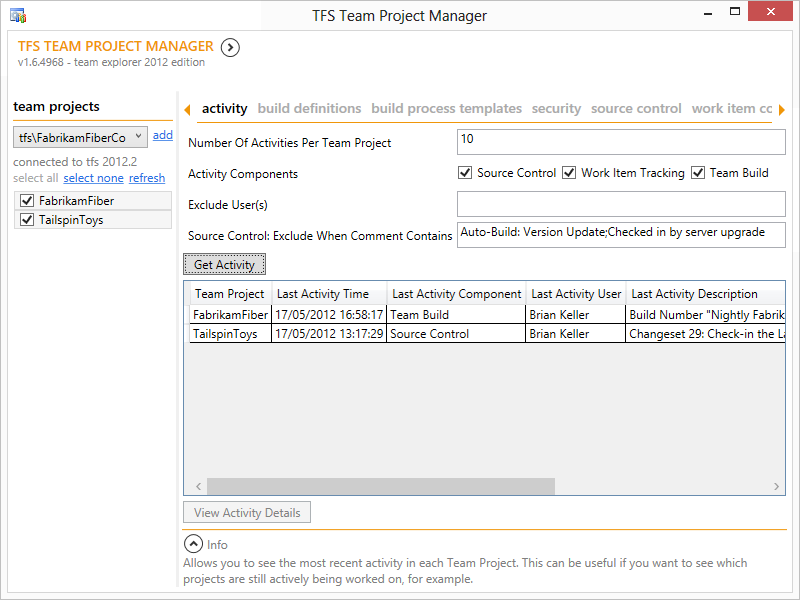 TFS Team Project Manager
TFS TEAM PROJECT MANAGER
v1.6.4968 - team explorer 2012 edition
team projects
tfs\FabrikamFiberCo add
connected to tfs 2012.2
select all select none refresh
FabrikamFiber
TailspinToys
activity build definitions build process templates security source control work item cc
Number Of Activities Per Team Project 10
Activity Components Source Control Work Item Tracking Team Build
Exclude User(s)
Source Control: Exclude When Comment Contains Auto-Build: Version Update;Checked in by server upgrade
Get Activity
Team Project Last Activity Time Last Activity Component Last Activity User Last Activity Description
FabrikamFiber 17/05/2012 16:58:17 Team Build Brian Keller Build Number "Nightly Fabrik
TailspinToys 17/05/2012 13:17:29 Source Control Brian Keller Changeset 29: Check-in the La
View Activity Details
Info
Allows you to see the most recent activity in each Team Project. This can be useful if you want to see which
projects are still actively being worked on, for example.